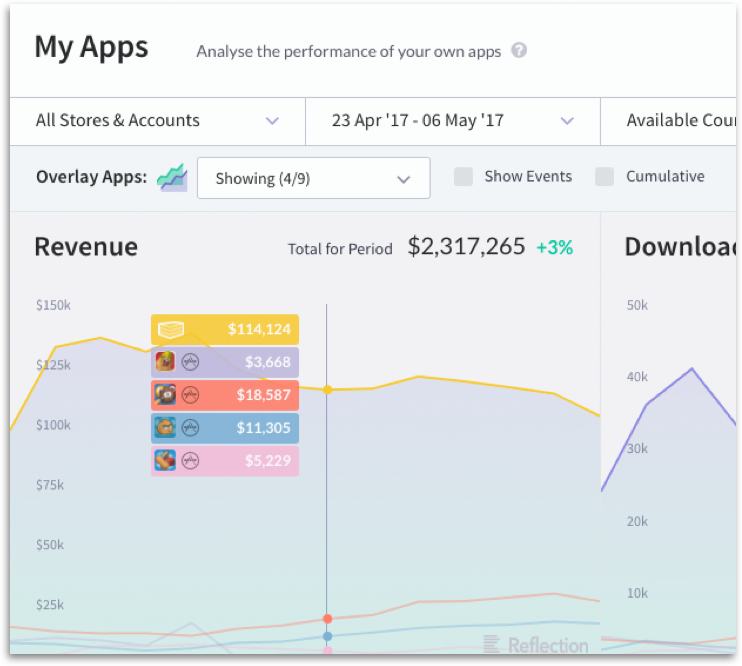 My Apps
Analyse the performance of your own apps ?
All Stores & Accounts
23 Apr '17 - 06 May '17
Available Cou
Overlay Apps:
Showing (4/9)
Show Events
Cumulative
Revenue
Total for Period $2,317,265 +3%
Downloa
$150k
$125k
$100k
$75k
$50k
$25k
$114,124
$3,668
$18,587
$11,305
$5,229
50k
40k
30k
20k
10k
Reflection